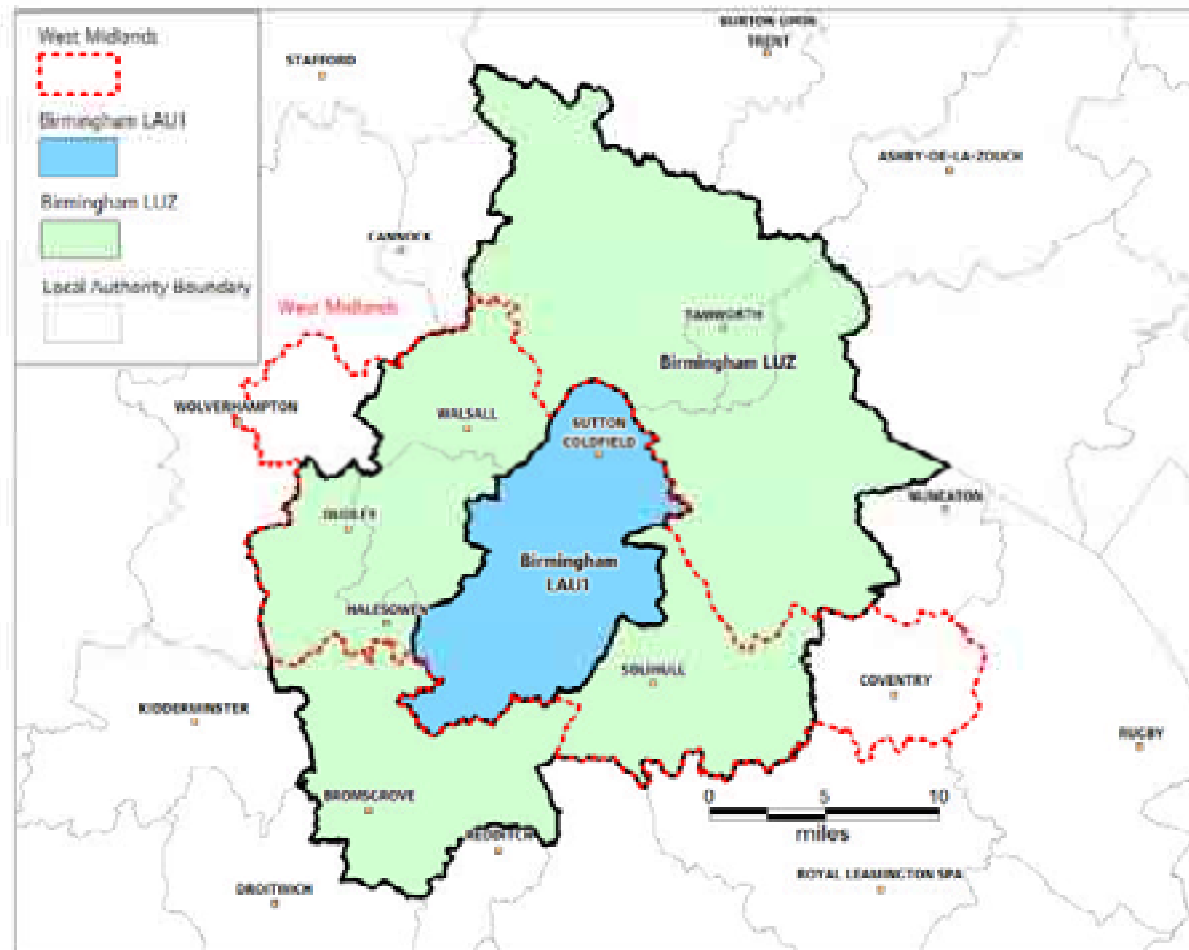 West Midlands
Birmingham LAU1
Birmingham LUZ
Local Authority Boundary
BURTON UPON
TRENT
STAFFORD
ASHBY-DE-LA-ZOUCH
CANNOCK
West Midlands
TAMWORTH
Birmingham LUZ
WOLVERHAMPTON
WALSALL
SUTTON
COLDFIELD
NUNEATON
DUDLEY
Birmingham
LAU1
HALESOWEN
SOLIHULL
COVENTRY
KIDDERMINSTER
RUGBY
BROMSGROVE
0 5 10
miles
REDDITCH
ROYAL LEAMINGTON SPA
DROITWICH